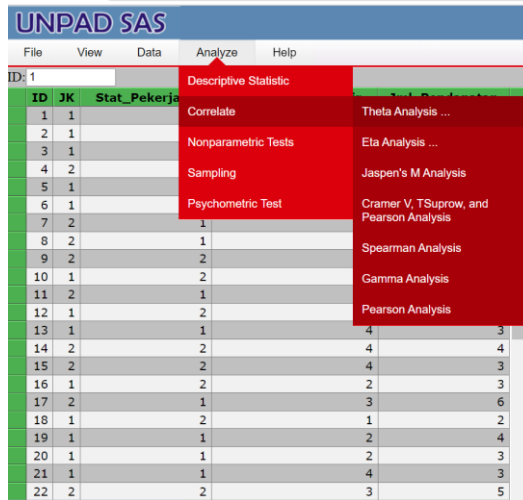 UNPAD SAS
File View Data Analyze Help
ID: 1
Descriptive Statistic
Correlate
Nonparametric Tests
Sampling
Psychometric Test
Theta Analysis ...
Eta Analysis ...
Jaspen's M Analysis
Cramer V, TSuprow, and
Pearson Analysis
Spearman Analysis
Gamma Analysis
Pearson Analysis
ID JK
1 1
2 1
3 1
4 2
5 1
6 1
7 2 1
8 2 1
9 2 2
10 1 2
11 2 1
12 1 2
13 1 1 4 3
14 2 2 4 4
15 2 2 4 3
16 1 2 2 3
17 2 1 3 6
18 1 2 1 2
19 1 1 2 4
20 1 1 2 3
21 1 1 4 3
22 2 2 3 5